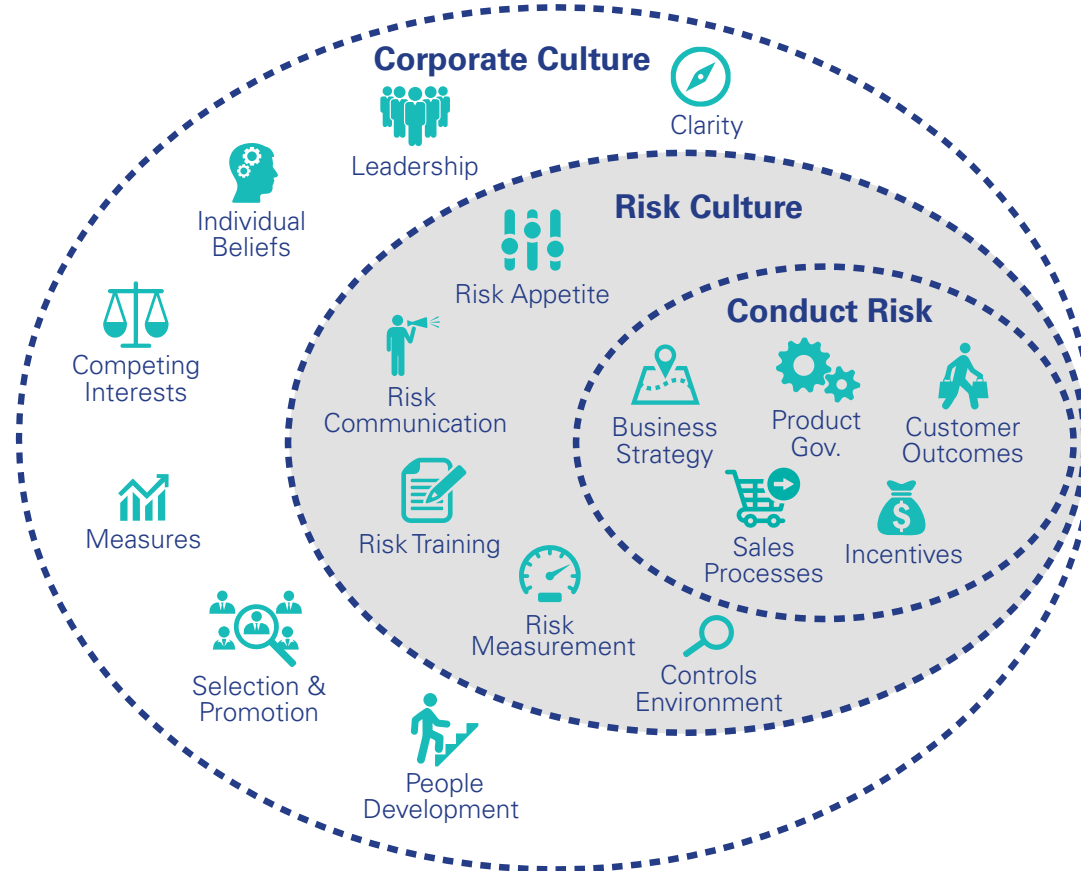 Corporate Culture
Leadership
Clarity
Individual
Beliefs
Competing
Interests
Measures
Selection &
Promotion
People
Development
Risk Culture
Risk Appetite
Risk
Communication
Risk Training
Risk
Measurement
Controls
Environment
Conduct Risk
Business
Strategy
Product
Gov.
Customer
Outcomes
Sales
Processes
$
Incentives